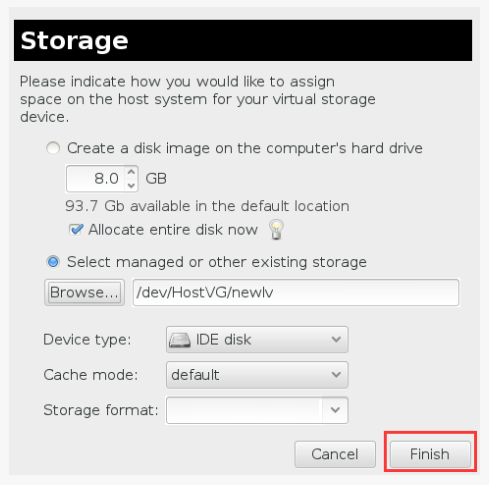 Storage
Please indicate how you would like to assign
space on the host system for your virtual storage
device.
Create a disk image on the computer's hard drive
8.0 GB
93.7 Gb available in the default location
Allocate entire disk now
Select managed or other existing storage
Browse... /dev/HostVG/newlv
Device type: IDE disk
Cache mode: default
Storage format:
Cancel Finish